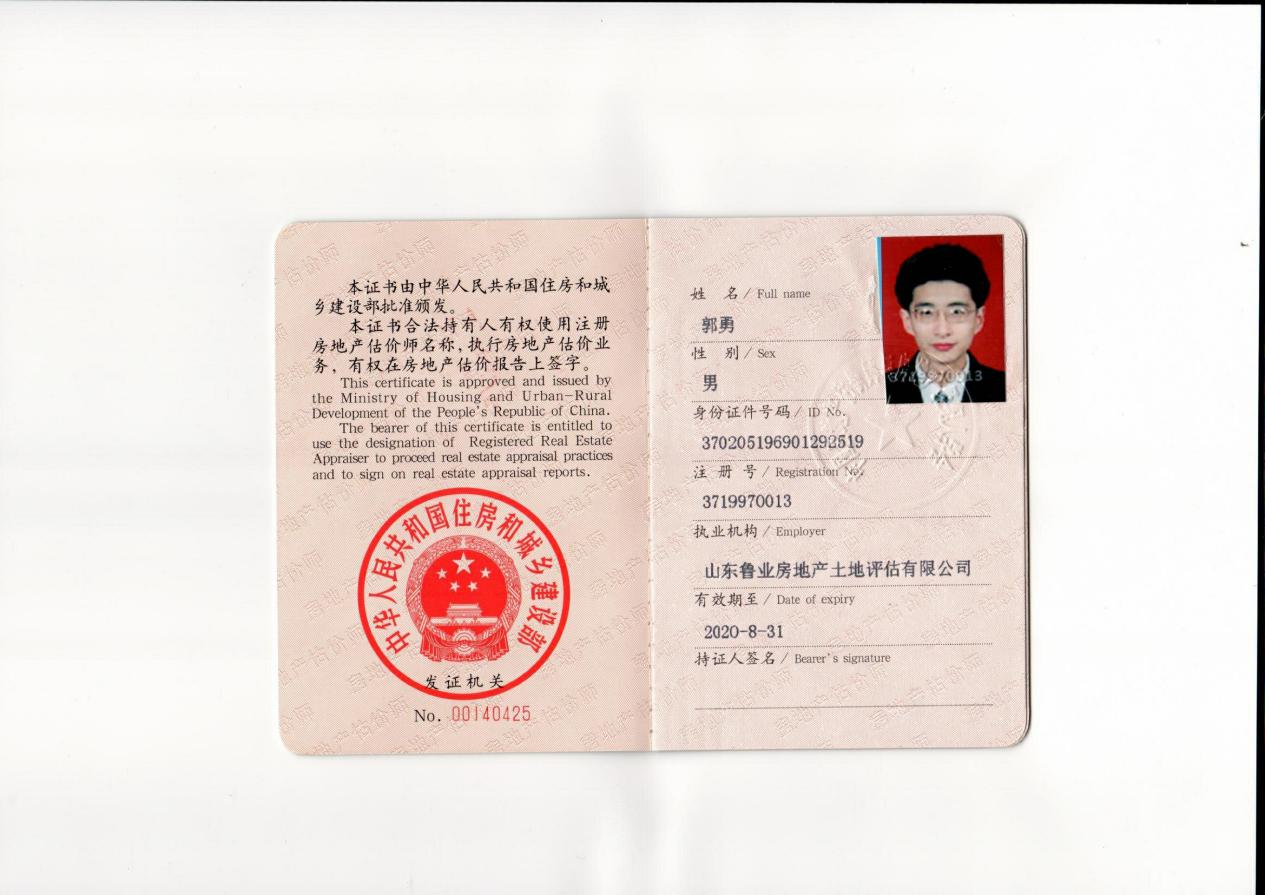 本证书由中华人民共和国住房和城
乡建设部批准颁发。
本证书合法持有人有权使用注册
房地产估价师名称，执行房地产估价业
务，有权在房地产估价报告上签字。
This certificate is approved and issued by
the Ministry of Housing and Urban-Rural
Development of the People's Republic of China.
The bearer of this certificate is entitled to
use the designation of Registered Real Estate
Appraiser to proceed real estate appraisal practices
and to sign on real estate appraisal reports.
中华人民共和国住房和城乡建设部
发证机关
No. 00140425
姓 名 / Full name
郭勇
性 别 / Sex
男
身份证件号码 / ID No.
370205196901292519
注 册 号 / Registration No.
3719970013
执业机构 / Employer
山东鲁业房地产土地评估有限公司
有效期至 / Date of expiry
2020-8-31
持证人签名 / Bearer's signature